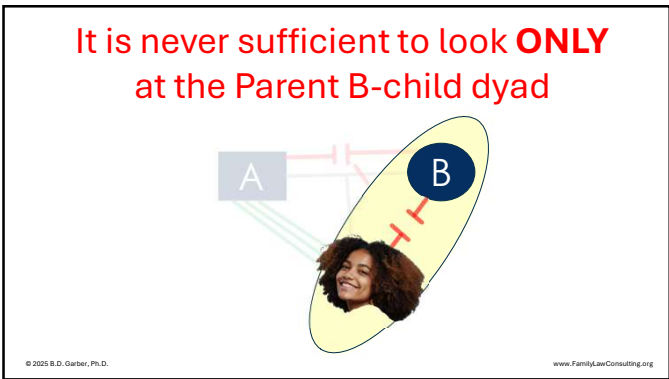 It is never sufficient to look ONLY
at the Parent B-child dyad
A
B
© 2025 B.D. Garber, Ph.D.
www.FamilyLawConsulting.org